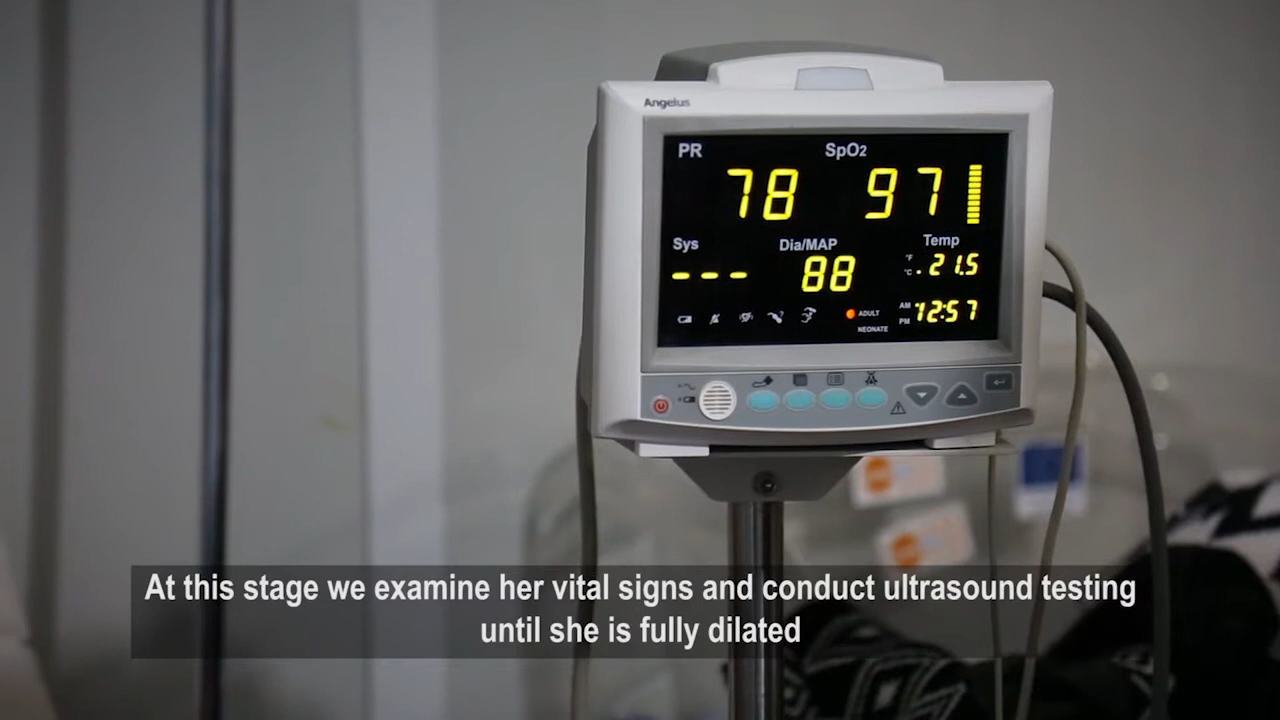 Angelus
PR SpO2
78 97
Sys Dia/MAP Temp
--- 88 °F °C .21.5
ADULT AM 12:57
NEONATE PM
At this stage we examine her vital signs and conduct ultrasound testing
until she is fully dilated